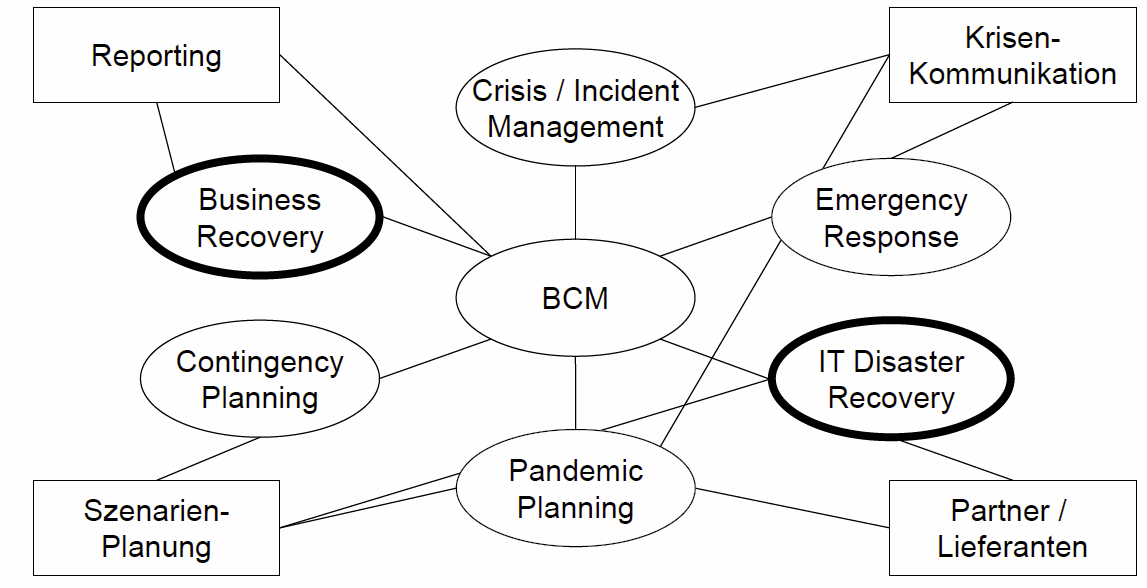 Reporting
Crisis / Incident
Management
Krisen-
Kommunikation
Business
Recovery
Emergency
Response
BCM
Contingency
Planning
IT Disaster
Recovery
Szenarien-
Planung
Pandemic
Planning
Partner /
Lieferanten